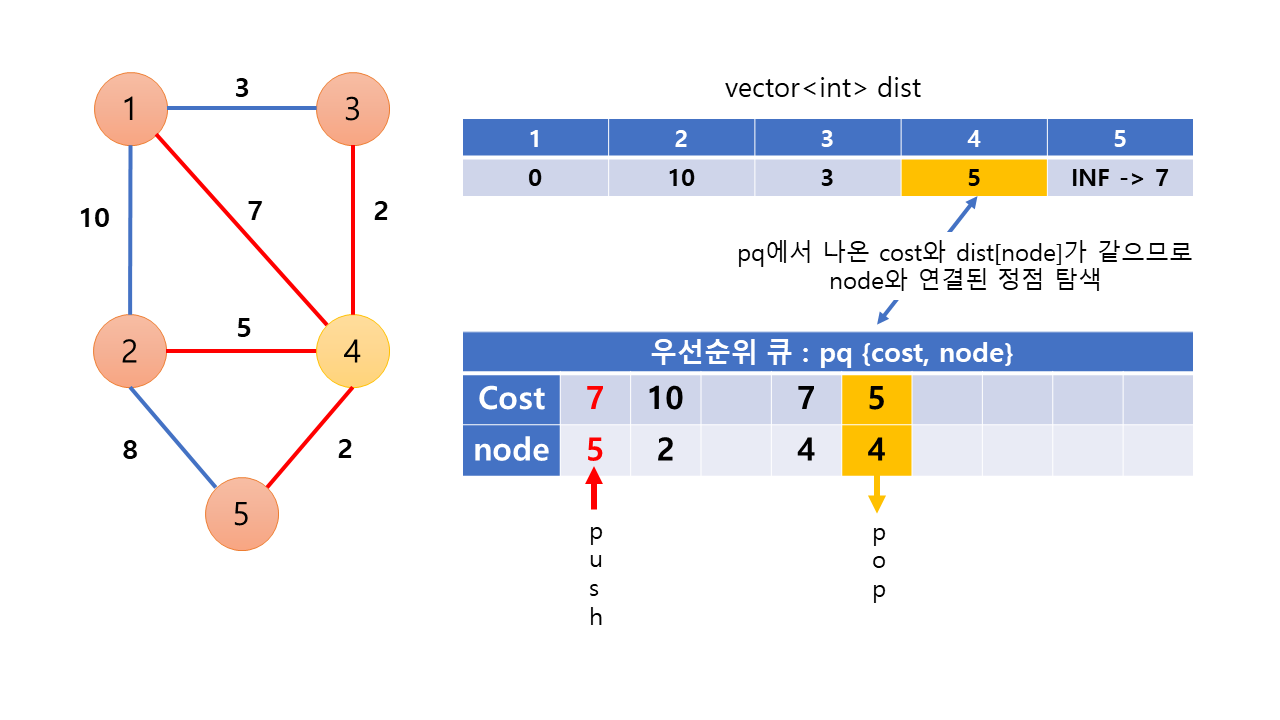 3
1
3
10
7
2
5
2
4
8
2
5
vector<int> dist
1 2 3 4 5
0 10 3 5 INF -> 7
pq에서 나온 cost와 dist[node]가 같으므로
node와 연결된 정점 탐색
우선순위 큐 : pq {cost, node}
Cost 7 10 7 5
node 5 2 4 4
push
pop